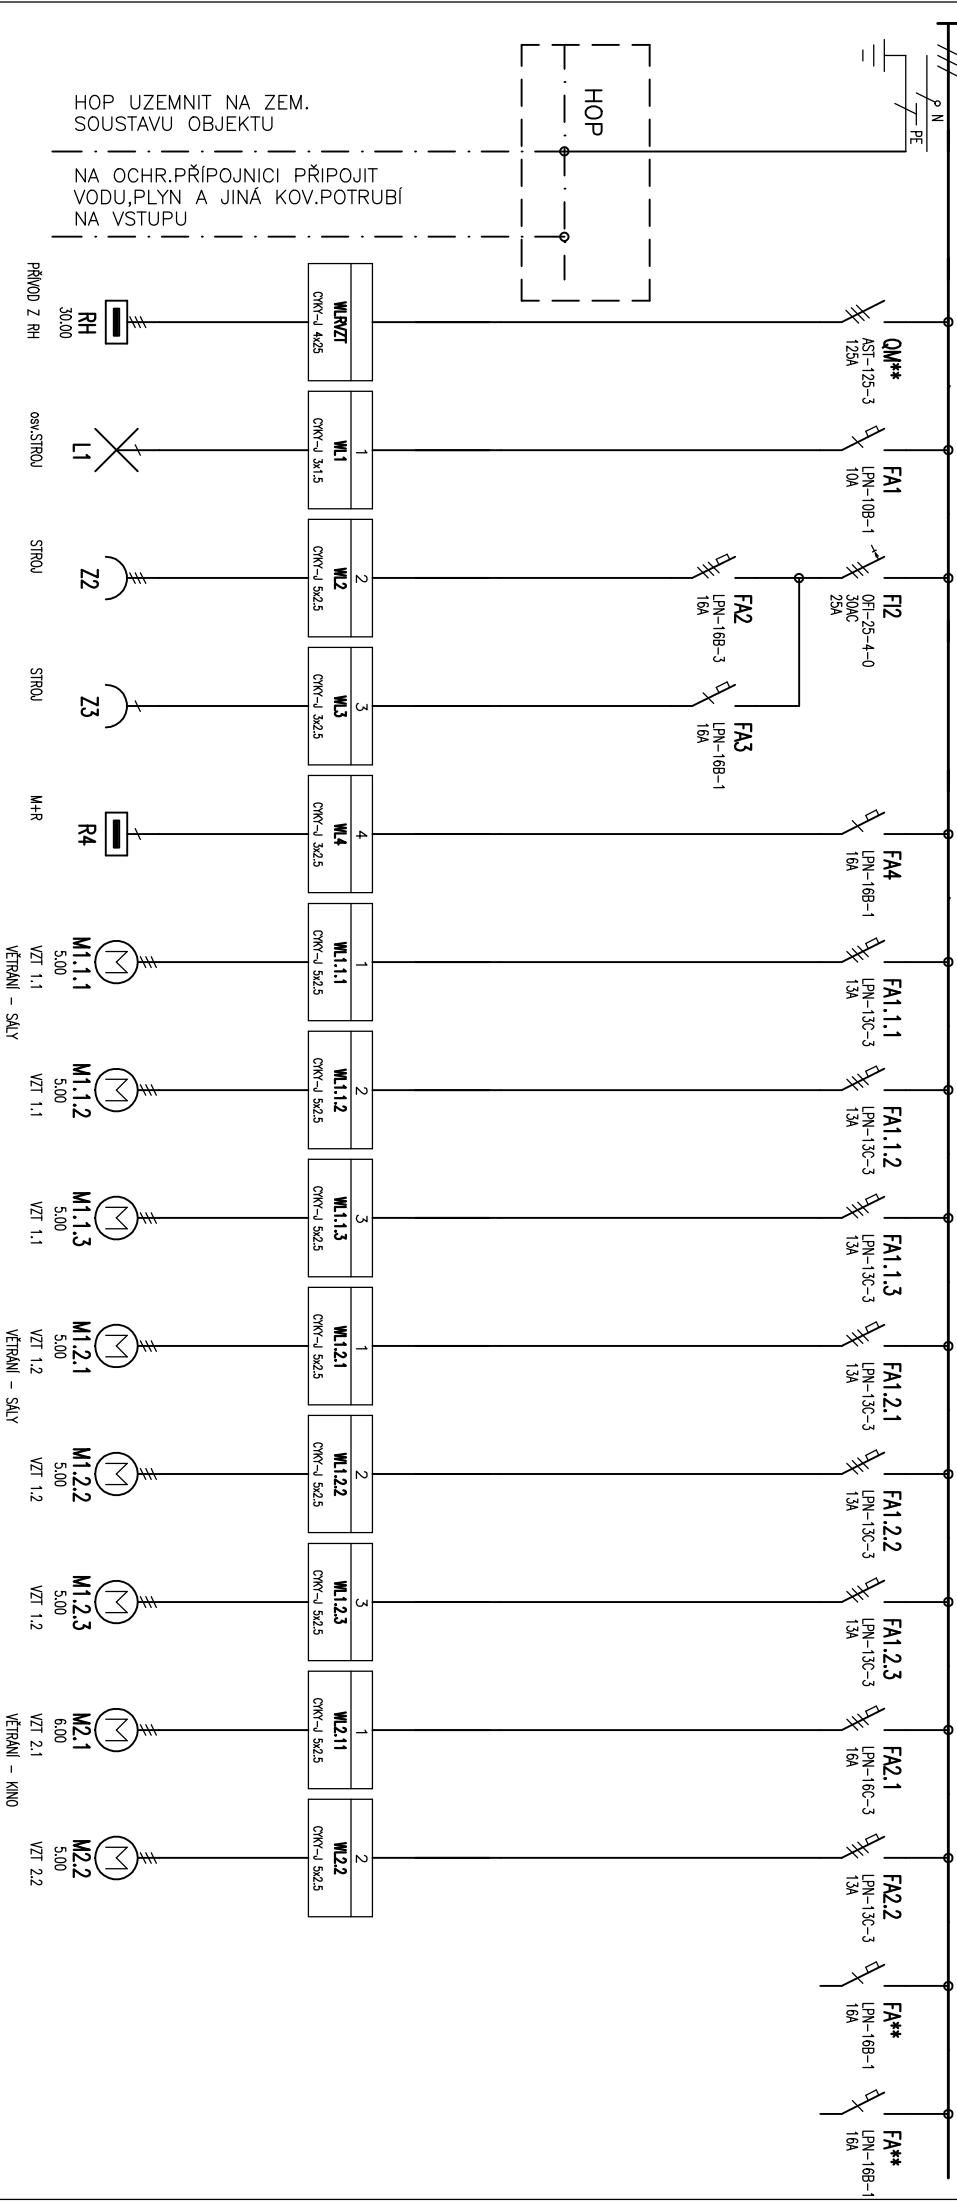 N
PE
HOP
HOP UZEMNIT NA ZEM.
SOUSTAVU OBJEKTU
NA OCHR.PŘÍPOJNICI PŘIPOJIT
VODU,PLYN A JINÁ KOV.POTRUBÍ
NA VSTUPU
QM**
AST-125-3
125A
WLRVZT
CYKY-J 4x25
RH
30.00
PŘÍVOD Z RH
FA1
LPN-10B-1
10A
1
WL1
CYKY-J 3x1.5
L1
osv.STROJ
FI2
OFI-25-4-0
30AC
25A
FA2
LPN-16B-3
16A
2
WL2
CYKY-J 5x2.5
Z2
STROJ
FA3
LPN-16B-1
16A
3
WL3
CYKY-J 3x2.5
Z3
STROJ
FA4
LPN-16B-1
16A
4
WL4
CYKY-J 3x2.5
R4
M+R
FA1.1.1
LPN-13C-3
13A
1
WL1.1.1
CYKY-J 5x2.5
M
M1.1.1
5.00
VZT 1.1
VĚTRÁNÍ - SÁLY
FA1.1.2
LPN-13C-3
13A
2
WL1.1.2
CYKY-J 5x2.5
M
M1.1.2
5.00
VZT 1.1
FA1.1.3
LPN-13C-3
13A
3
WL1.1.3
CYKY-J 5x2.5
M
M1.1.3
5.00
VZT 1.1
FA1.2.1
LPN-13C-3
13A
1
WL1.2.1
CYKY-J 5x2.5
M
M1.2.1
5.00
VZT 1.2
VĚTRÁNÍ - SÁLY
FA1.2.2
LPN-13C-3
13A
2
WL1.2.2
CYKY-J 5x2.5
M
M1.2.2
5.00
VZT 1.2
FA1.2.3
LPN-13C-3
13A
3
WL1.2.3
CYKY-J 5x2.5
M
M1.2.3
5.00
VZT 1.2
FA2.1
LPN-16C-3
16A
1
WL2.11
CYKY-J 5x2.5
M
M2.1
6.00
VZT 2.1
VĚTRÁNÍ - KINO
FA2.2
LPN-13C-3
13A
2
WL2.2
CYKY-J 5x2.5
M
M2.2
5.00
VZT 2.2
FA**
LPN-16B-1
16A
FA**
LPN-16B-1
16A